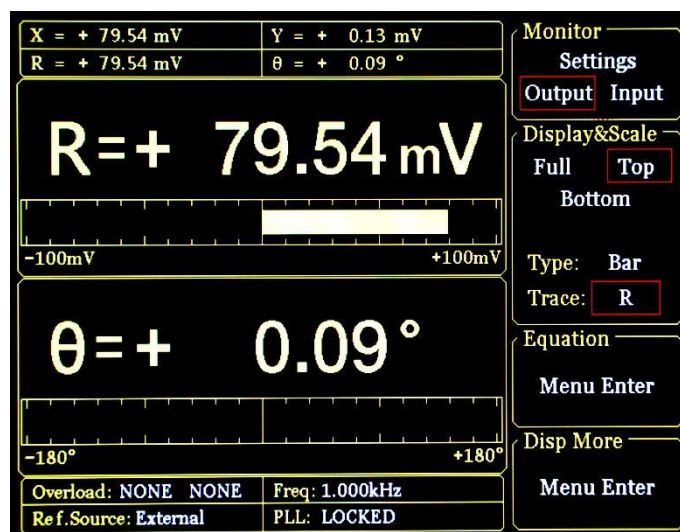 X = + 79.54 mV
Y = + 0.13 mV
R = + 79.54 mV
θ = + 0.09 °
R=+ 79.54 mV
-100mV
+100mV
θ=+ 0.09°
-180°
+180°
Overload: NONE NONE
Freq: 1.000kHz
Ref.Source: External
PLL: LOCKED
Monitor
Settings
Output Input
Display&Scale
Full Top
Bottom
Type: Bar
Trace: R
Equation
Menu Enter
Disp More
Menu Enter